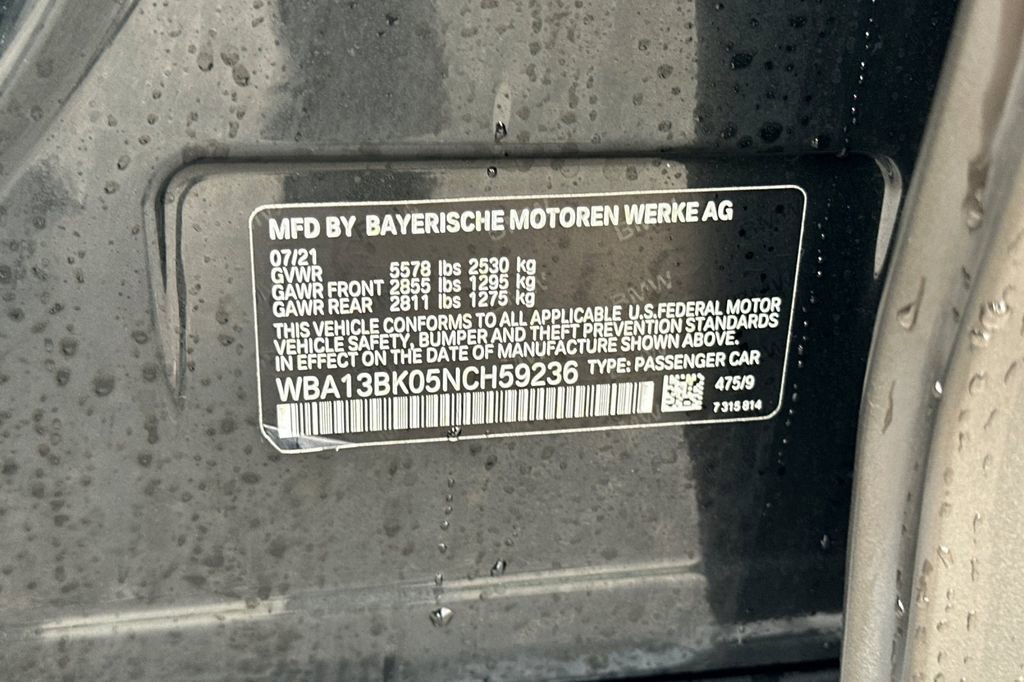 MFD BY BAYERISCHE MOTOREN WERKE AG
07/21
GVWR 5578 lbs 2530 kg
GAWR FRONT 2855 lbs 1295 kg
GAWR REAR 2811 lbs 1275 kg
THIS VEHICLE CONFORMS TO ALL APPLICABLE U.S.FEDERAL MOTOR
VEHICLE SAFETY, BUMPER AND THEFT PREVENTION STANDARDS
IN EFFECT ON THE DATE OF MANUFACTURE SHOWN ABOVE.
WBA13BK05NCH59236 TYPE: PASSENGER CAR
475/9
7 315 814